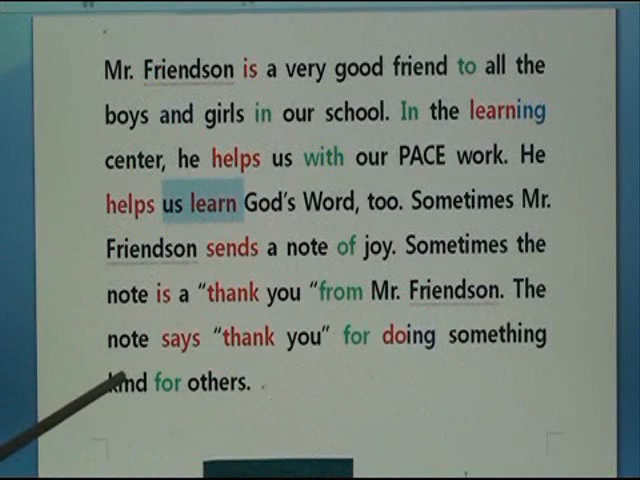 Mr. Friendson is a very good friend to all the
boys and girls in our school. In the learning
center, he helps us with our PACE work. He
helps us learn God's Word, too. Sometimes Mr.
Friendson sends a note of joy. Sometimes the
note is a "thank you "from Mr. Friendson. The
note says "thank you" for doing something
kind for others.